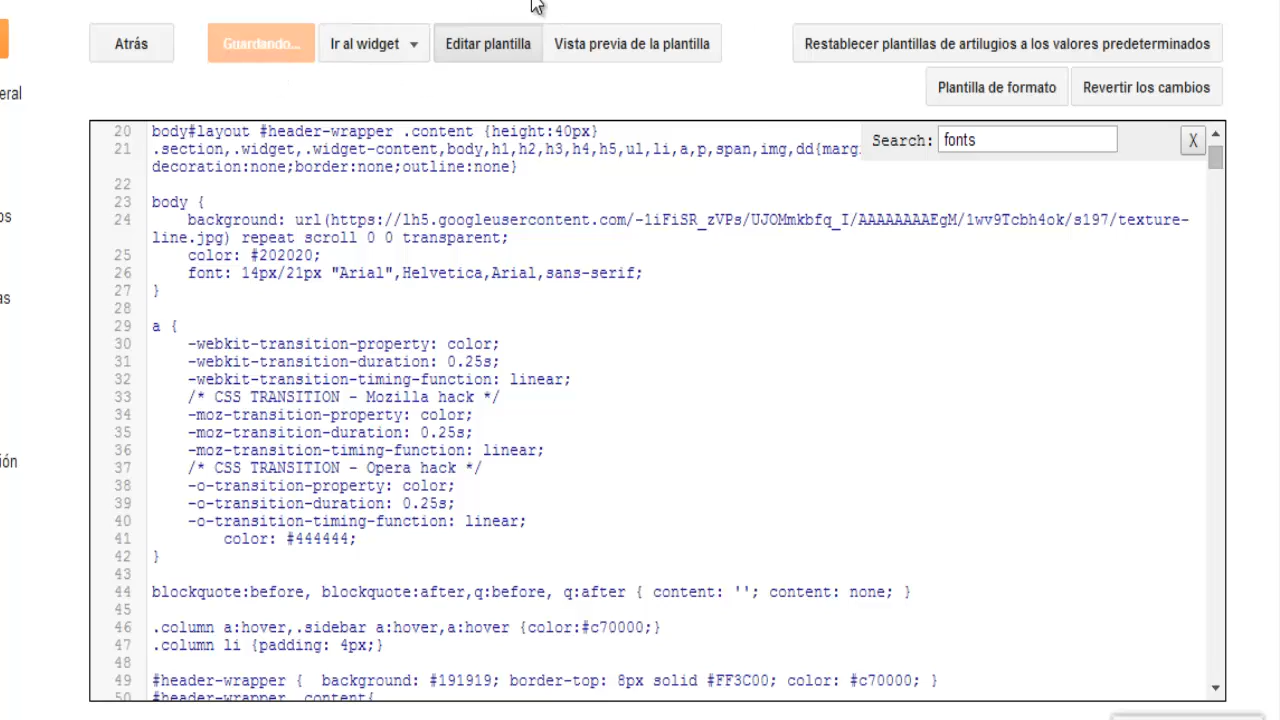 Atrás
Guardando...
Ir al widget
Editar plantilla
Vista previa de la plantilla
Restablecer plantillas de artilugios a los valores predeterminados
eral
Plantilla de formato
Revertir los cambios
Search: fonts
X
20 body#layout #header-wrapper .content {height:40px}
21 .section,.widget,.widget-content,body,h1,h2,h3,h4,h5,ul,li,a,p,span,img,dd{margi
decoration:none;border:none;outline:none}
22
23 body {
24 background: url(https://lh5.googleusercontent.com/-1iFiSR_zVPs/UJOMmkbfq_I/AAAAAAAAEgM/1wv9Tcbh4ok/s197/texture-
line.jpg) repeat scroll 0 0 transparent;
25 color: #202020;
26 font: 14px/21px "Arial",Helvetica,Arial,sans-serif;
27 }
28
29 a {
30 -webkit-transition-property: color;
31 -webkit-transition-duration: 0.25s;
32 -webkit-transition-timing-function: linear;
33 /* CSS TRANSITION - Mozilla hack */
34 -moz-transition-property: color;
35 -moz-transition-duration: 0.25s;
36 -moz-transition-timing-function: linear;
37 /* CSS TRANSITION - Opera hack */
38 -o-transition-property: color;
39 -o-transition-duration: 0.25s;
40 -o-transition-timing-function: linear;
41 color: #444444;
42 }
43
44 blockquote:before, blockquote:after,q:before, q:after { content: ''; content: none; }
45
46 .column a:hover,.sidebar a:hover,a:hover {color:#c70000;}
47 .column li {padding: 4px;}
48
49 #header-wrapper { background: #191919; border-top: 8px solid #FF3C00; color: #c70000; }
50 #header-wrapper .content{
os
as
ión